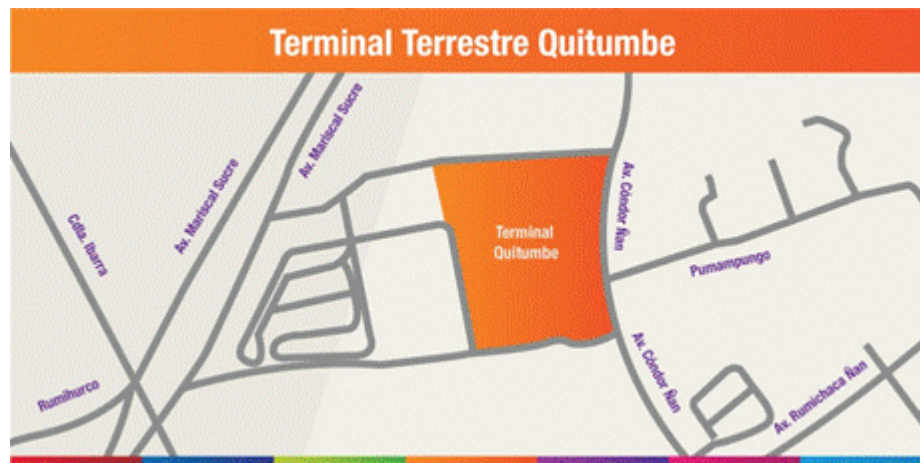 Terminal Terrestre Quitumbe
Av. Mariscal Sucre
Av. Mariscal Sucre
Cdla. Ibarra
Av. Cóndor Ñan
Terminal
Quitumbe
Pumampungo
Av. Cóndor Ñan
Rumihurco
Av. Rumichaca Ñan